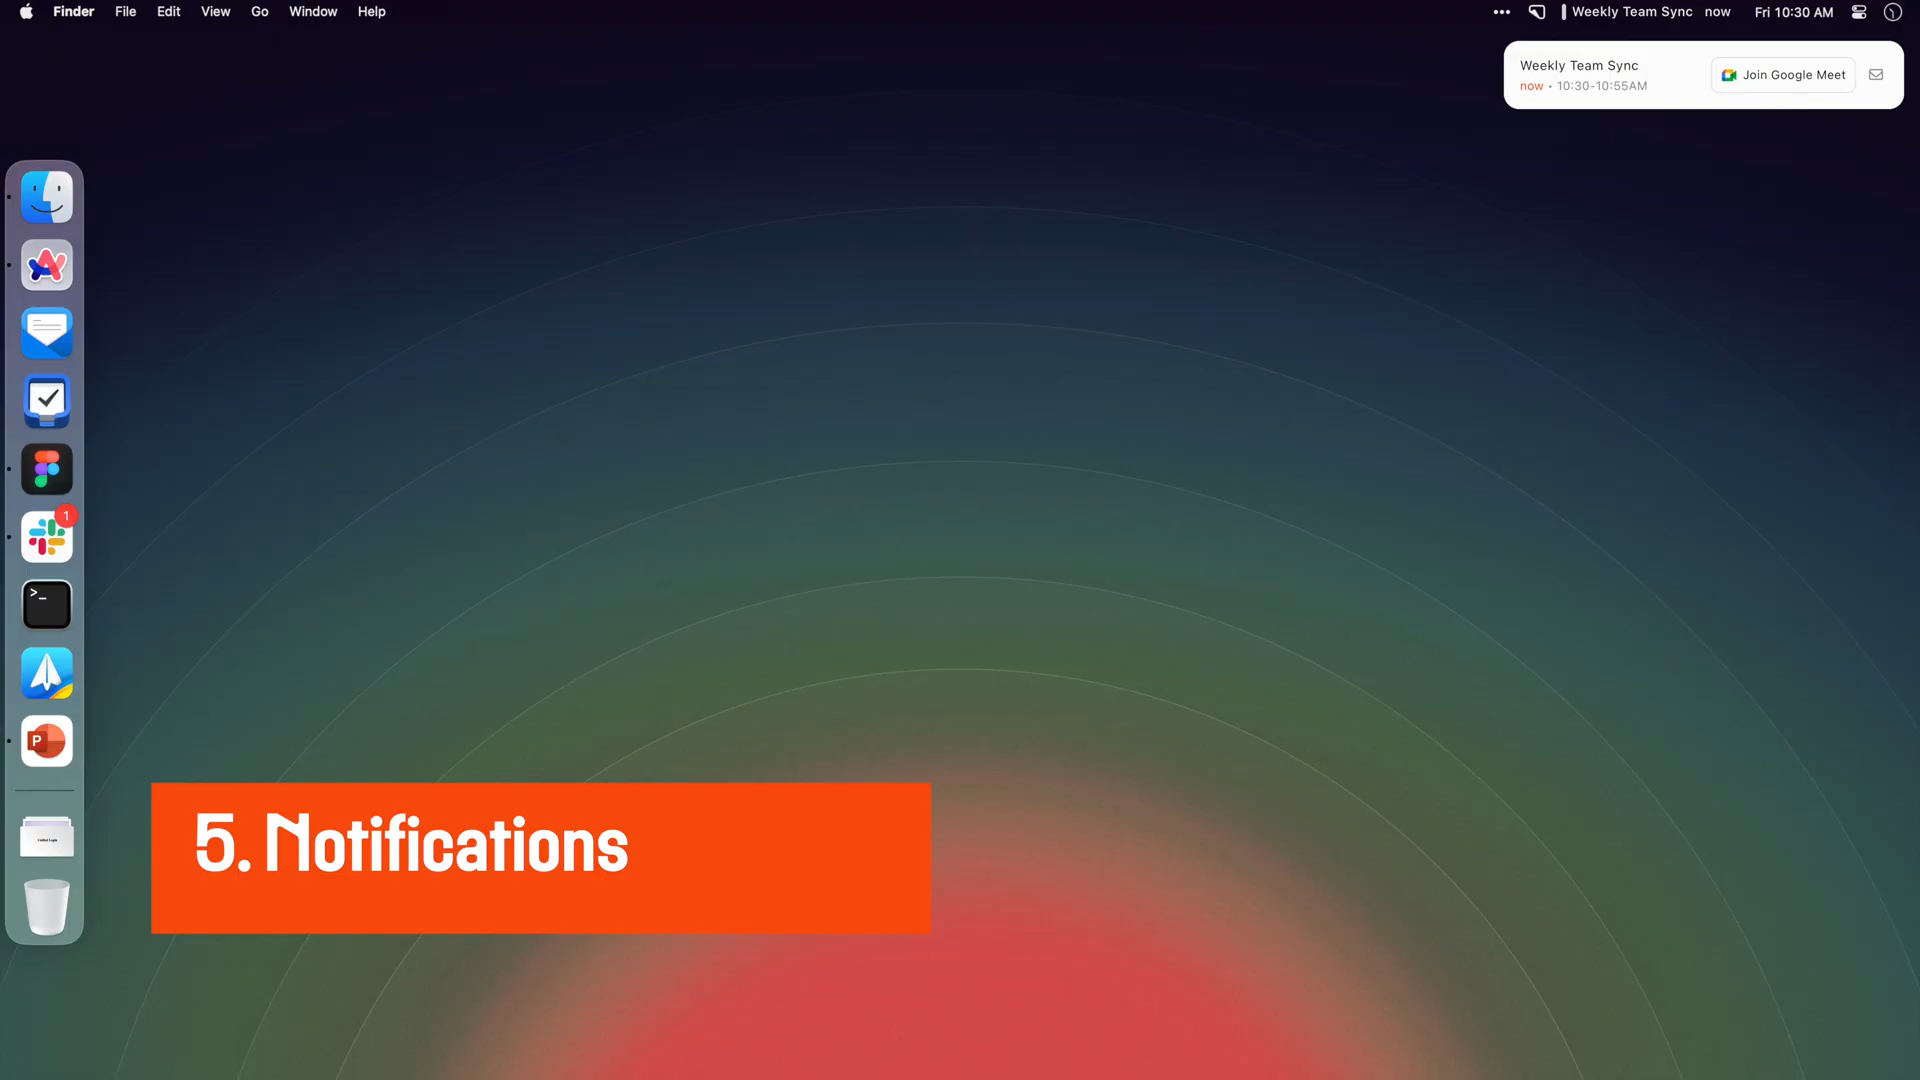 Finder File Edit View Go Window Help
••• Weekly Team Sync now Fri 10:30 AM
Weekly Team Sync
now • 10:30-10:55AM
Join Google Meet
1
>_
P
5. Notifications